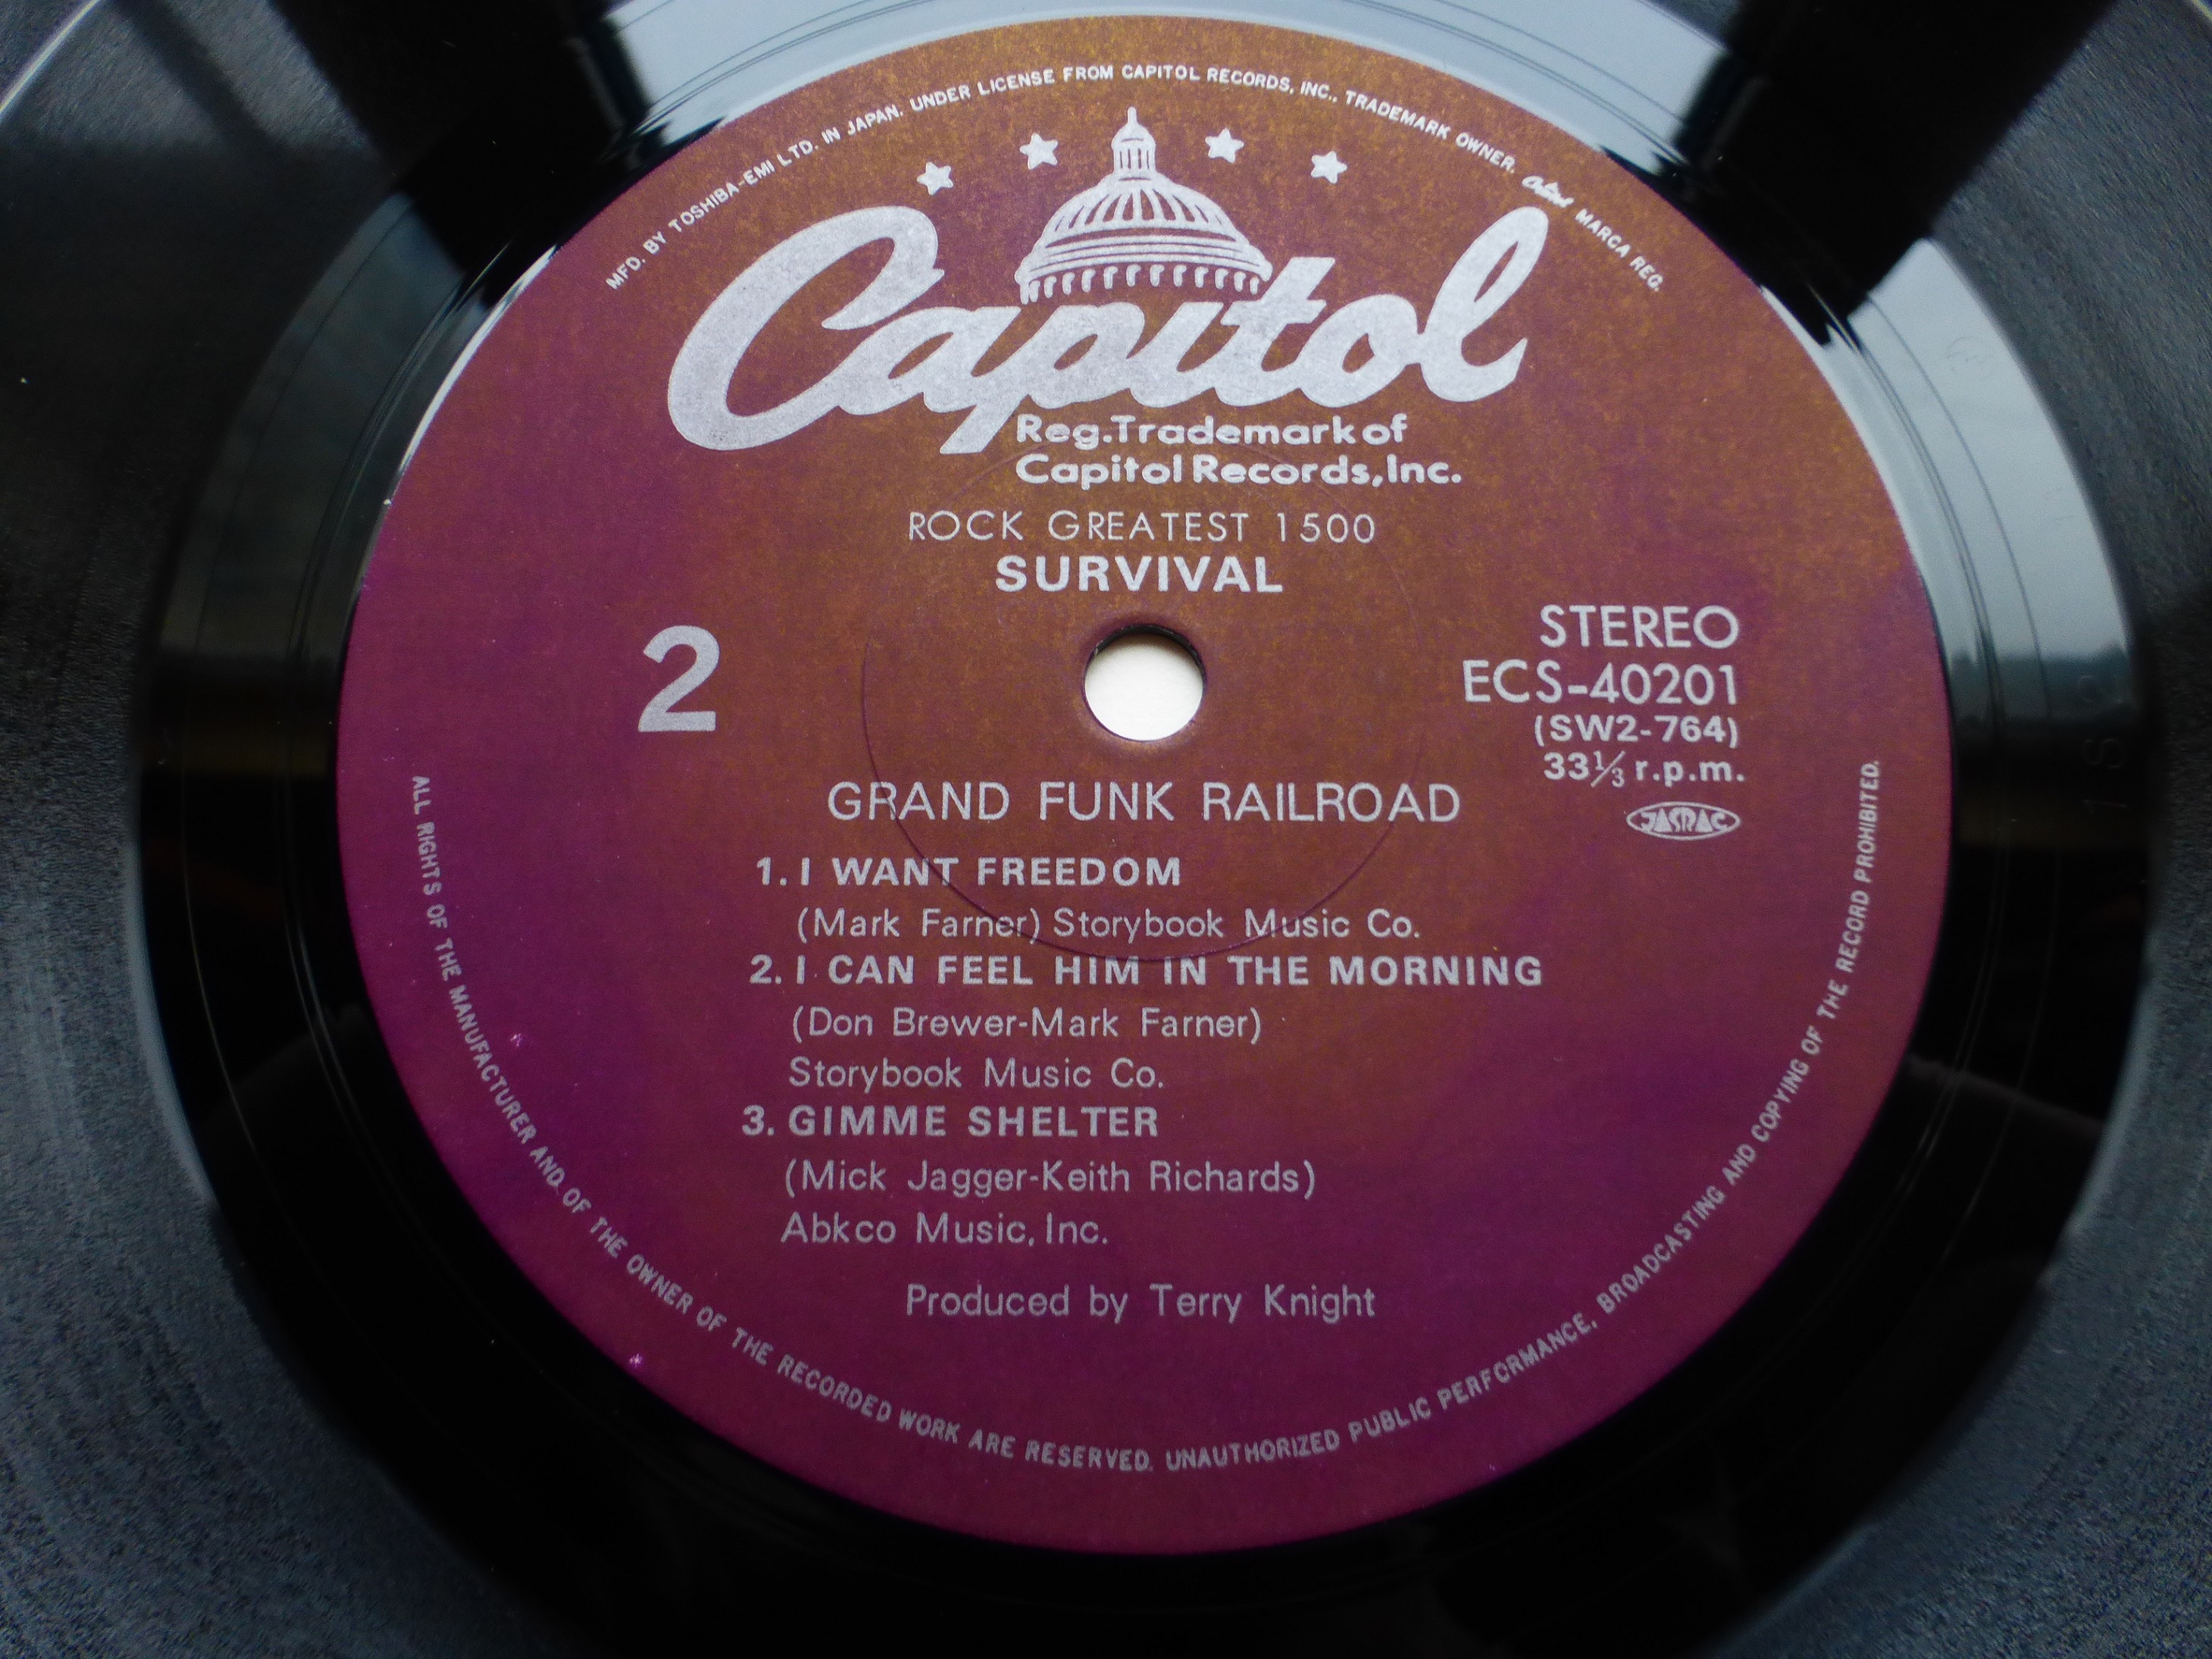 MFD. BY TOSHIBA-EMI LTD. IN JAPAN. UNDER LICENSE FROM CAPITOL RECORDS, INC., TRADEMARK OWNER. Capitol MARCA REG.
Capitol
Reg.Trademark of
Capitol Records,Inc.
ROCK GREATEST 1500
SURVIVAL
2
STEREO
ECS-40201
(SW2-764)
33⅓ r.p.m.
JASRAC
GRAND FUNK RAILROAD
1. I WANT FREEDOM
(Mark Farner) Storybook Music Co.
2. I CAN FEEL HIM IN THE MORNING
(Don Brewer-Mark Farner)
Storybook Music Co.
3. GIMME SHELTER
(Mick Jagger-Keith Richards)
Abkco Music, Inc.
Produced by Terry Knight
ALL RIGHTS OF THE MANUFACTURER AND OF THE OWNER OF THE RECORDED WORK ARE RESERVED. UNAUTHORIZED PUBLIC PERFORMANCE, BROADCASTING AND COPYING OF THE RECORD PROHIBITED.